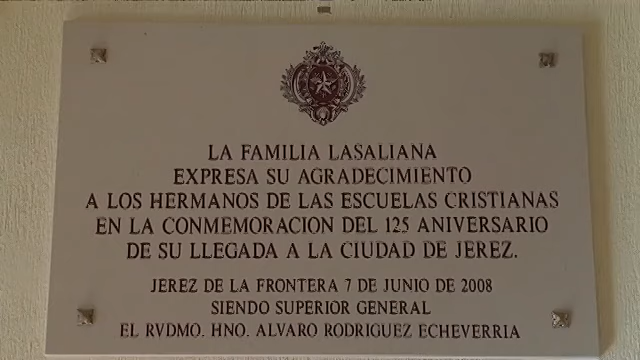 LA FAMILIA LASALIANA
EXPRESA SU AGRADECIMIENTO
A LOS HERMANOS DE LAS ESCUELAS CRISTIANAS
EN LA CONMEMORACION DEL 125 ANIVERSARIO
DE SU LLEGADA A LA CIUDAD DE JEREZ.
JEREZ DE LA FRONTERA 7 DE JUNIO DE 2008
SIENDO SUPERIOR GENERAL
EL RVDMO. HNO. ALVARO RODRIGUEZ ECHEVERRIA